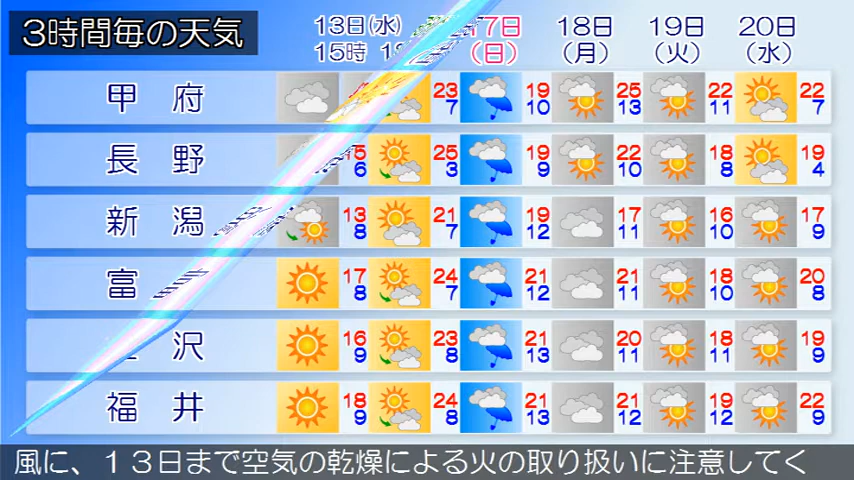 3時間毎の天気
13日(水)
15時 1
17日 18日 19日 20日
(日) (月) (火) (水)
甲府 23 7 19 10 25 13 22 11 22 7
長野 15 6 25 3 19 9 22 10 18 8 19 4
新潟 13 8 21 7 19 12 17 11 16 10 17 9
富 17 8 24 7 21 12 21 11 18 10 20 8
沢 16 9 23 8 21 13 20 11 18 11 19 9
福井 18 9 24 8 21 13 21 12 19 12 22 9
風に、13日まで空気の乾燥による火の取り扱いに注意してく